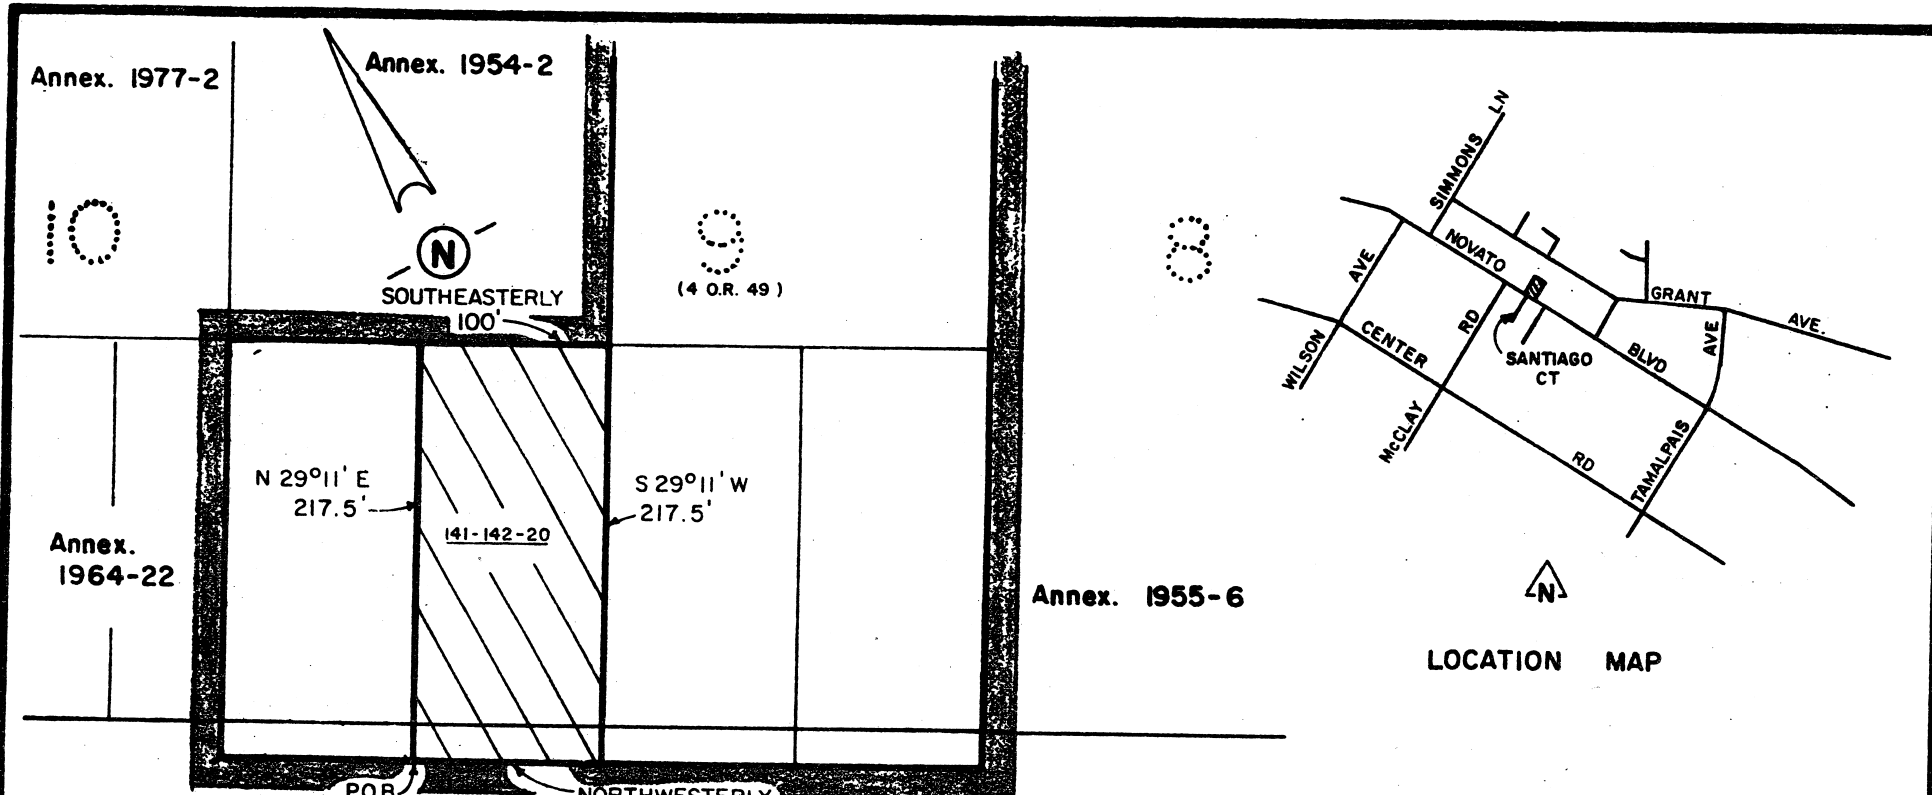 Annex. 1977-2
Annex. 1954-2
10
9
8
N
(4 O.R. 49)
SOUTHEASTERLY
100'
N 29°11' E
217.5'
S 29°11' W
217.5'
141-142-20
Annex.
1964-22
Annex. 1955-6
P.O.B.
NORTHWESTERLY
SIMMONS LN
NOVATO
BLVD
GRANT
AVE.
WILSON
AVE
CENTER
RD
McCLAY
RD
SANTIAGO
CT
TAMALPAIS
AVE
N
LOCATION MAP